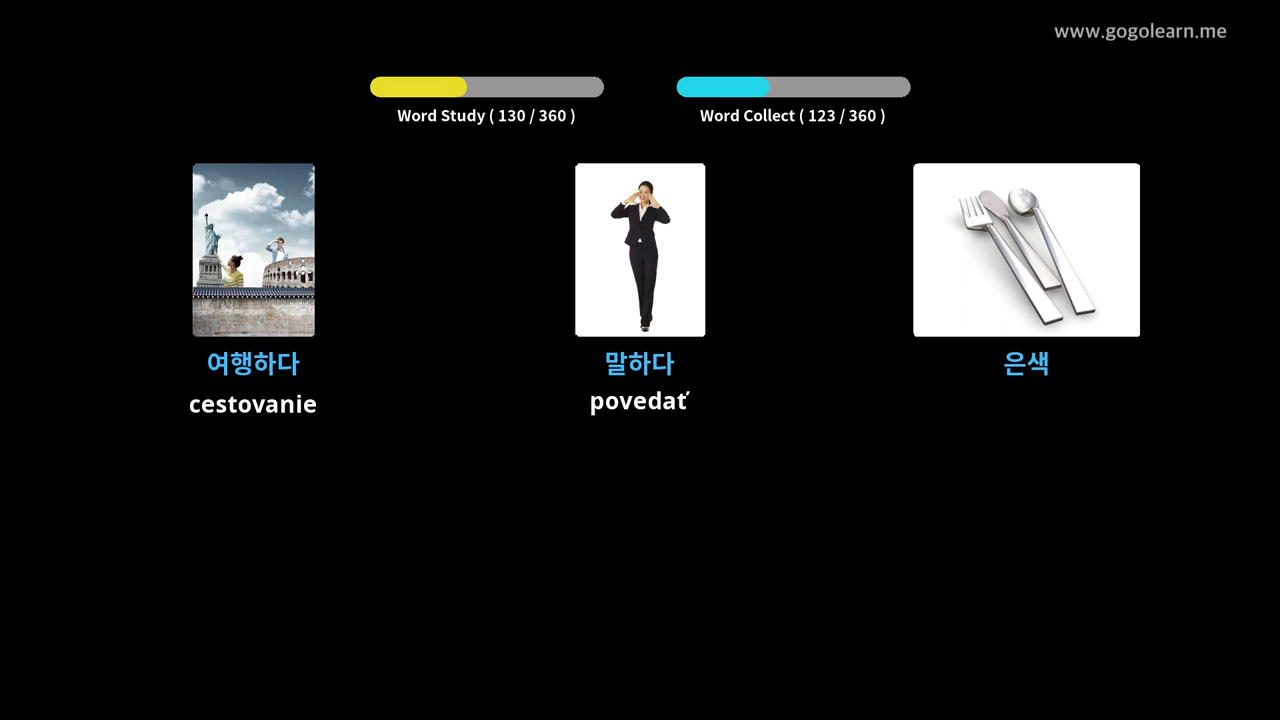 www.gogolearn.me
Word Study ( 130 / 360 )
Word Collect ( 123 / 360 )
여행하다
말하다
은색
cestovanie
povedať